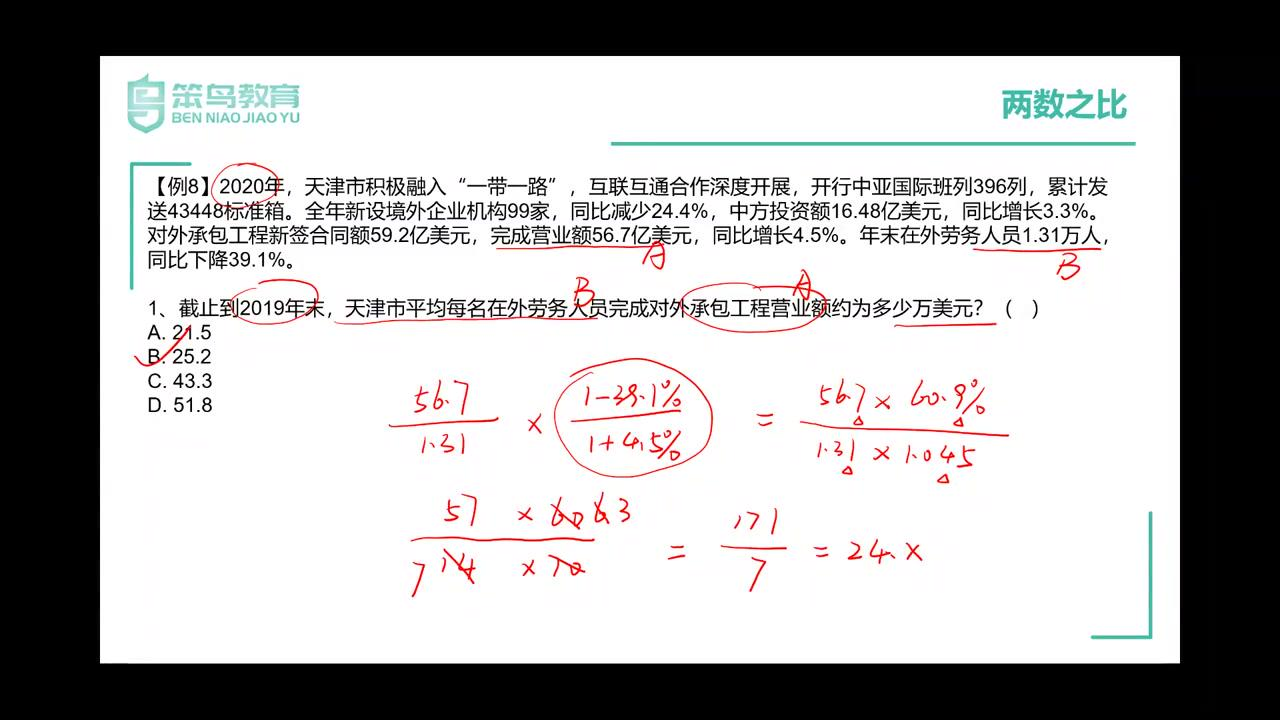 笨鸟教育
BEN NIAO JIAO YU
两数之比
【例8】2020年，天津市积极融入“一带一路”，互联互通合作深度开展，开行中亚国际班列396列，累计发
送43448标准箱。全年新设境外企业机构99家，同比减少24.4%，中方投资额16.48亿美元，同比增长3.3%。
对外承包工程新签合同额59.2亿美元，完成营业额56.7亿美元，同比增长4.5%。年末在外劳务人员1.31万人，
A
B
同比下降39.1%。
B
A
1、截止到2019年末，天津市平均每名在外劳务人员完成对外承包工程营业额约为多少万美元？（ ）
A. 21.5
B. 25.2
C. 43.3
D. 51.8
56.7 / 1.31 × 1-39.1% / 1+4.5% = 56.7 × 60.9% / 1.31 × 1.045
57 × 3 / 7 = 171 / 7 = 24.x